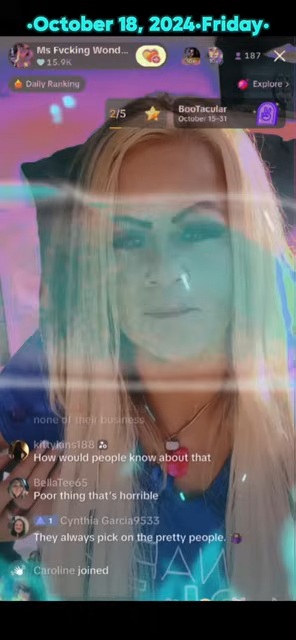 •October 18, 2024•Friday•
Ms Fvcking Wond...
15.9K
187
Daily Ranking
Explore >
2/5
BooTacular
October 15-31
none of their business
kittykins188
How would people know about that
BellaTee65
Poor thing that's horrible
1 Cynthia Garcia9533
They always pick on the pretty people.
Caroline joined